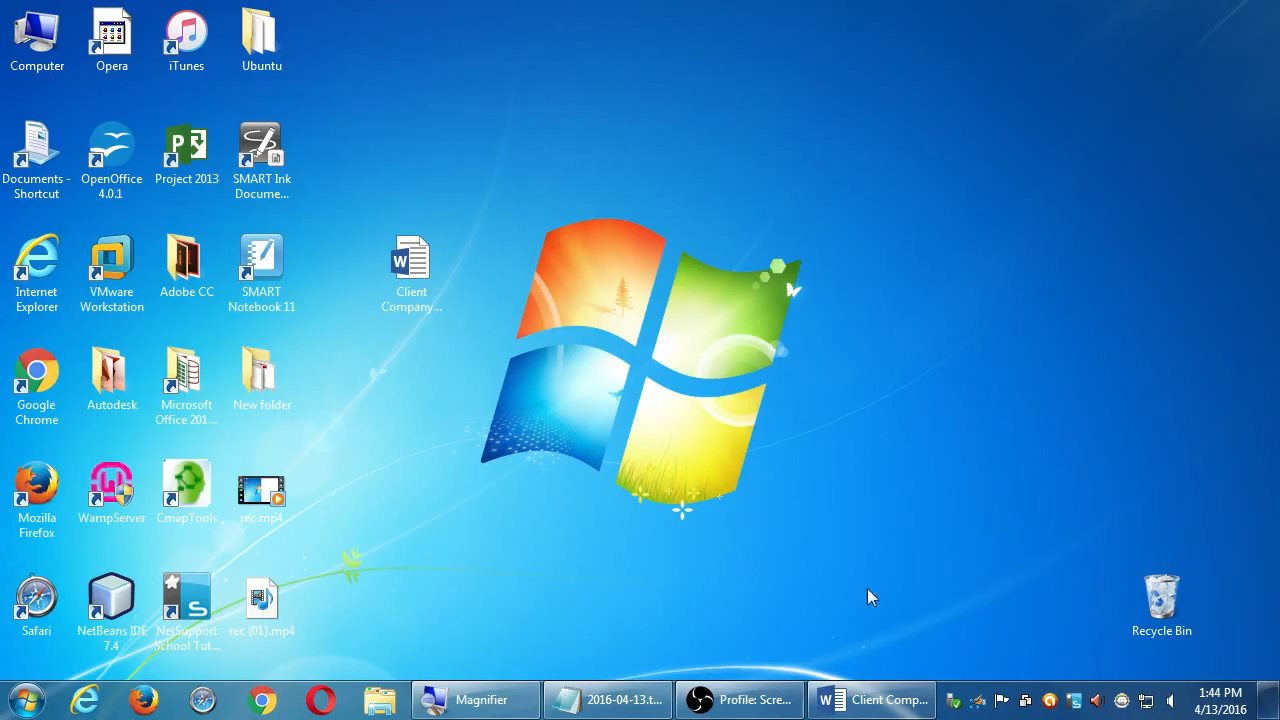 Computer
Opera
iTunes
Ubuntu
Documents -
Shortcut
OpenOffice
4.0.1
Project 2013
SMART Ink
Docume...
Internet
Explorer
VMware
Workstation
Adobe CC
SMART
Notebook 11
Client
Company...
Google
Chrome
Autodesk
Microsoft
Office 201...
New folder
Mozilla
Firefox
WampServer
CmapTools
rec.mp4
Safari
NetBeans IDE
7.4
NetSupport
School Tut...
rec (01).mp4
Recycle Bin
Magnifier
2016-04-13.t...
Profile: Scre...
Client Comp...
1:44 PM
4/13/2016